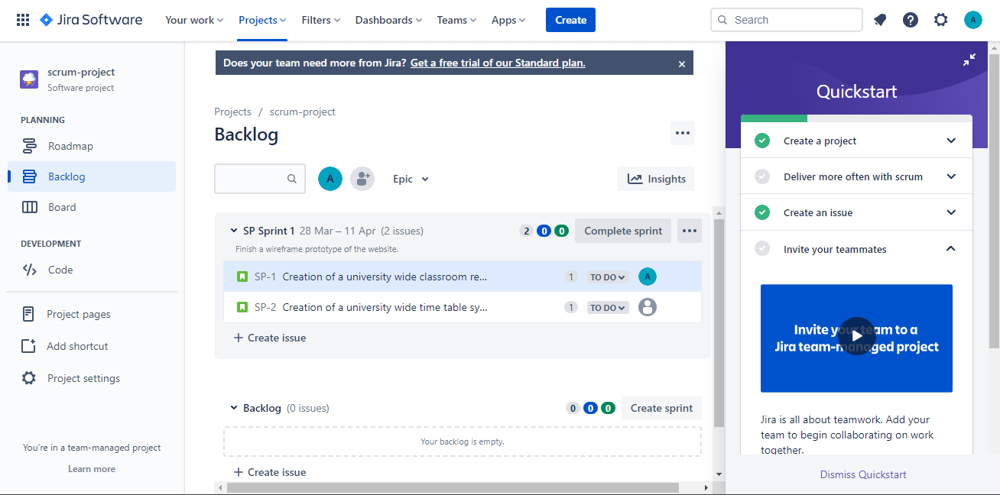 Jira Software
Your work
Projects
Filters
Dashboards
Teams
Apps
Create
Search
A
scrum-project
Software project
PLANNING
Roadmap
Backlog
Board
DEVELOPMENT
Code
Project pages
Add shortcut
Project settings
You're in a team-managed project
Learn more
Does your team need more from Jira? Get a free trial of our Standard plan.
Projects / scrum-project
Backlog
A
Epic
Insights
SP Sprint 1 28 Mar – 11 Apr (2 issues)
2 0 0
Complete sprint
Finish a wireframe prototype of the website.
SP-1 Creation of a university wide classroom re... 1 TO DO A
SP-2 Creation of a university wide time table sy... 1 TO DO
+ Create issue
Backlog (0 issues)
0 0 0
Create sprint
Your backlog is empty.
+ Create issue
Quickstart
Create a project
Deliver more often with scrum
Create an issue
Invite your teammates
Invite your team to a
Jira team-managed project
Jira is all about teamwork. Add your
team to begin collaborating on work
together.
Dismiss Quickstart